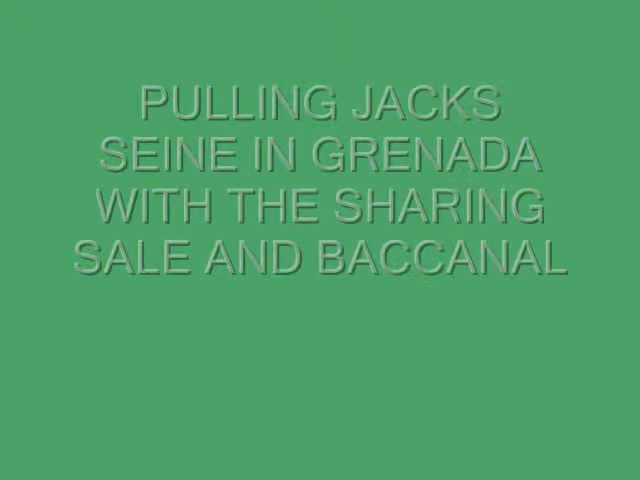 PULLING JACKS
SEINE IN GRENADA
WITH THE SHARING
SALE AND BACCANAL